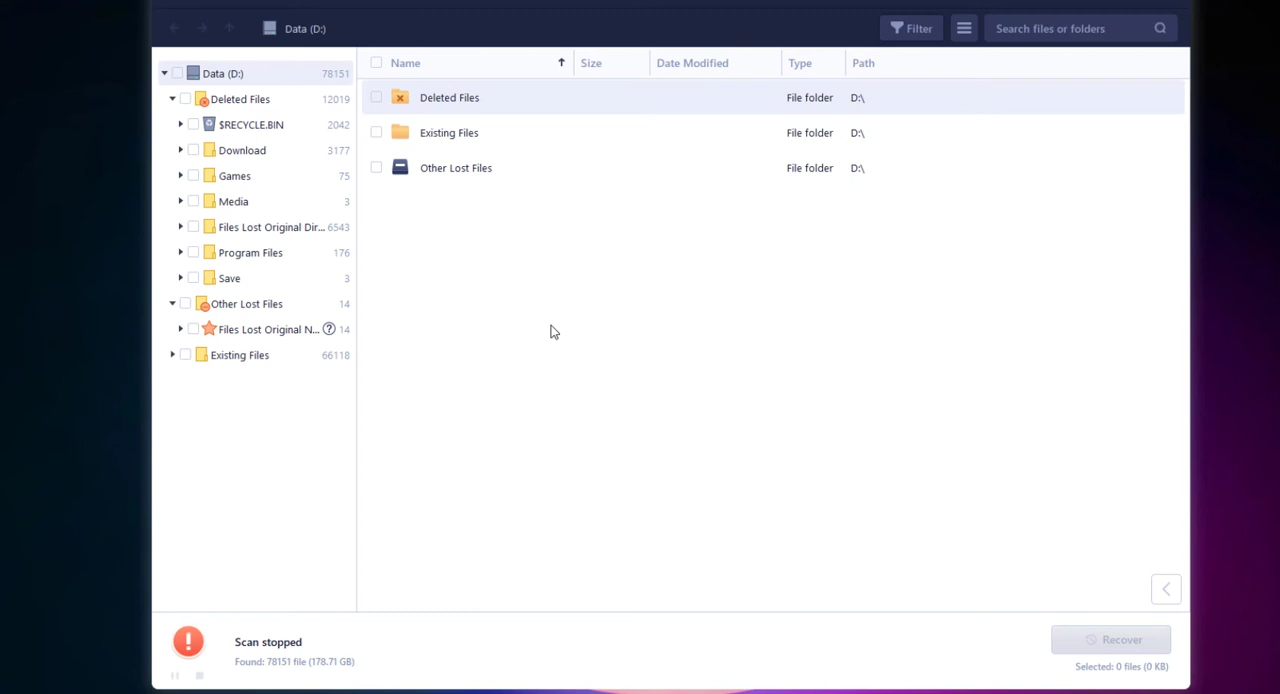 Data (D:)
Filter
Search files or folders
Data (D:) 78151
Deleted Files 12019
$RECYCLE.BIN 2042
Download 3177
Games 75
Media 3
Files Lost Original Dir... 6543
Program Files 176
Save 3
Other Lost Files 14
Files Lost Original N... ? 14
Existing Files 66118
Name Size Date Modified Type Path
Deleted Files File folder D:\
Existing Files File folder D:\
Other Lost Files File folder D:\
Scan stopped
Found: 78151 file (178.71 GB)
Recover
Selected: 0 files (0 KB)